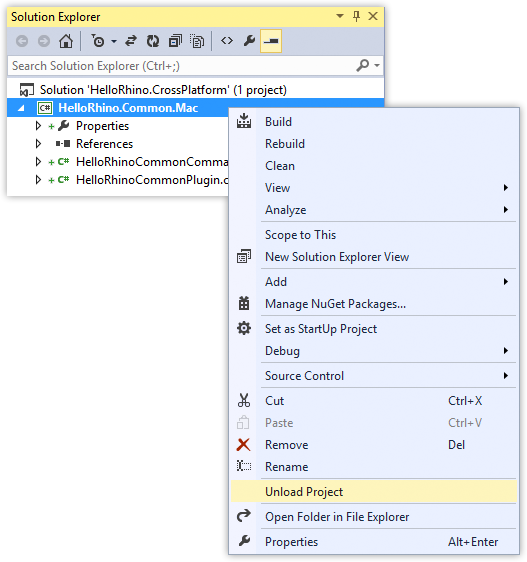 Solution Explorer
Search Solution Explorer (Ctrl+;)
Solution 'HelloRhino.CrossPlatform' (1 project)
C# HelloRhino.Common.Mac
Properties
References
C# HelloRhinoCommonComma
C# HelloRhinoCommonPlugin.c
Build
Rebuild
Clean
View
Analyze
Scope to This
New Solution Explorer View
Add
Manage NuGet Packages...
Set as StartUp Project
Debug
Source Control
Cut Ctrl+X
Paste Ctrl+V
Remove Del
Rename
Unload Project
Open Folder in File Explorer
Properties Alt+Enter